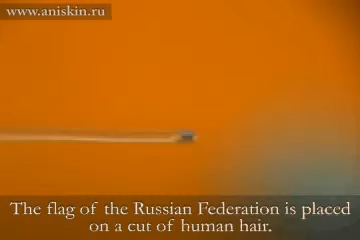 www.aniskin.ru
The flag of the Russian Federation is placed
on a cut of human hair.